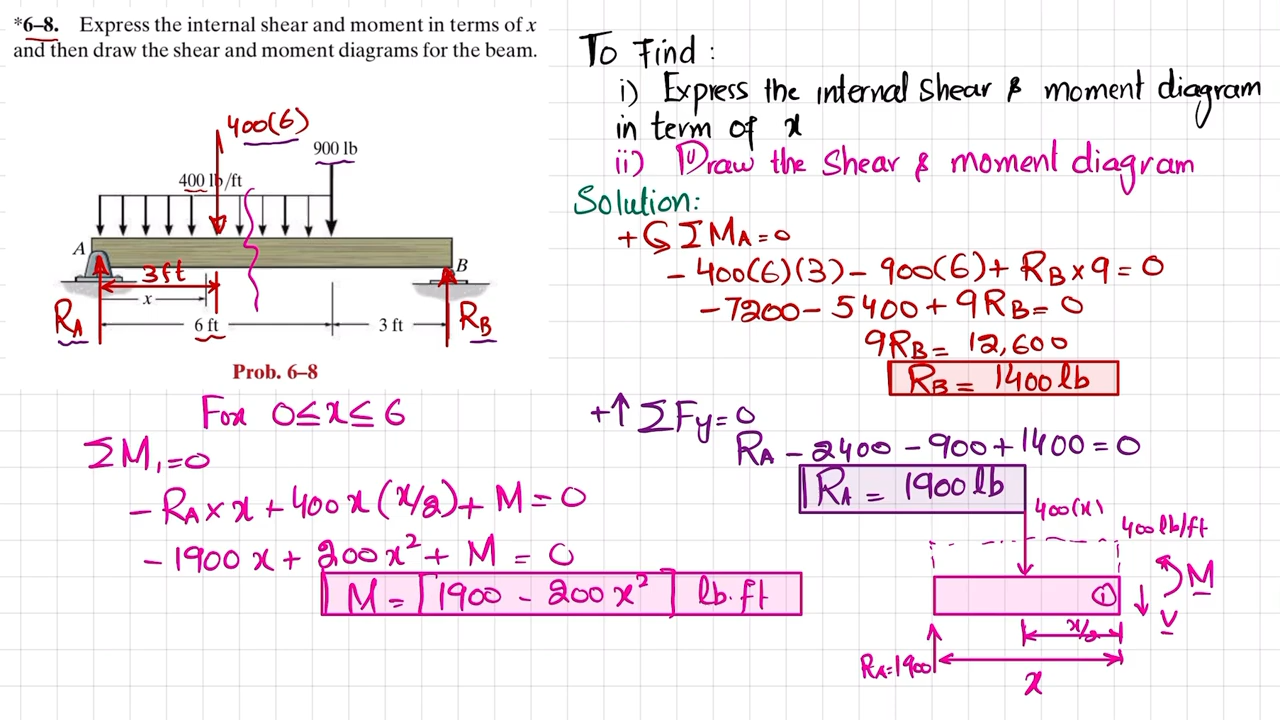 *6–8. Express the internal shear and moment in terms of x
and then draw the shear and moment diagrams for the beam.
400(6)
900 lb
400 lb/ft
A
B
3ft
x
RA
RB
6 ft
3 ft
Prob. 6–8
To Find :
i) Express the internal shear & moment diagram
in term of x
ii) Draw the Shear & moment diagram
Solution:
+↺ ΣMA=0
- 400(6)(3) - 900(6) + RB×9 = 0
-7200 - 5400 + 9RB = 0
9RB = 12,600
RB = 1400 lb
+↑ ΣFy=0
RA - 2400 - 900 + 1400 = 0
RA = 1900 lb
For 0≤x≤6
ΣM1=0
- RA×x + 400x(x/2) + M = 0
- 1900x + 200x² + M = 0
M = [1900 - 200x²] lb.ft
400(x)
400 lb/ft
M
1
V
x/2
RA=1900
x